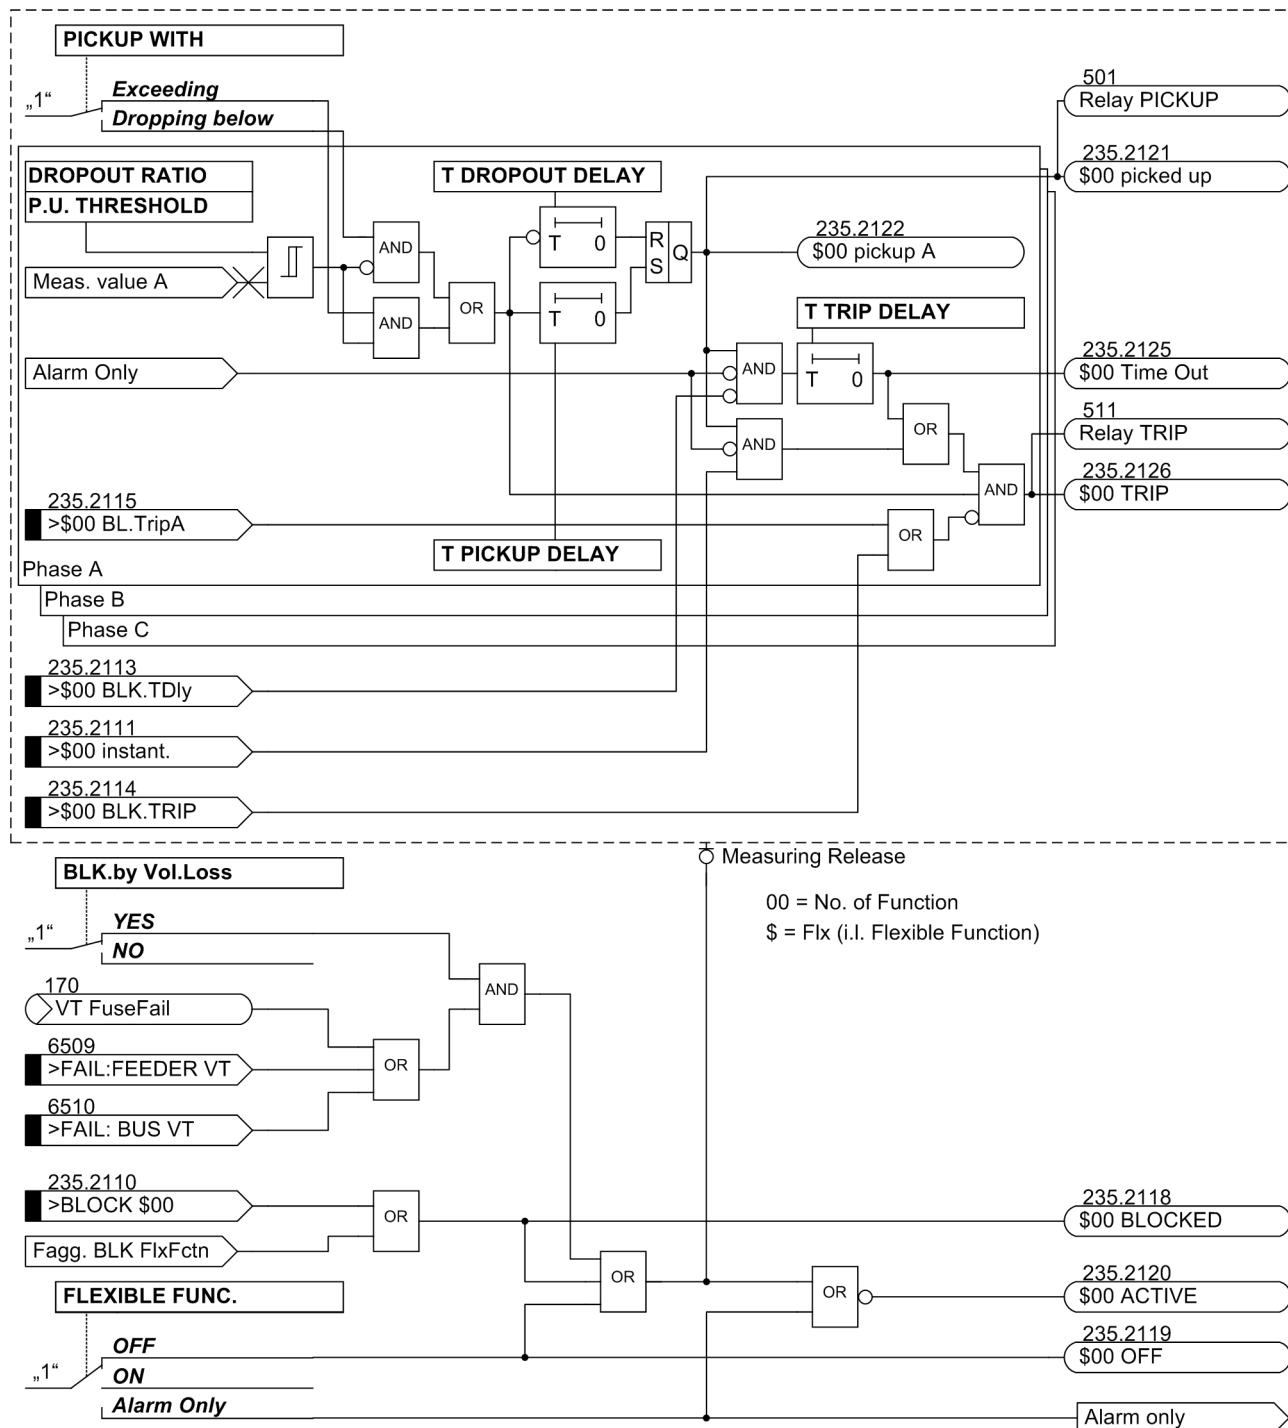 PICKUP WITH
„1“
Exceeding
Dropping below
501
Relay PICKUP
235.2121
$00 picked up
DROPOUT RATIO
P.U. THRESHOLD
T DROPOUT DELAY
T 0
R
S
Q
AND
235.2122
$00 pickup A
Meas. value A
OR
T 0
AND
T TRIP DELAY
Alarm Only
AND
T 0
235.2125
$00 Time Out
OR
511
Relay TRIP
AND
235.2126
$00 TRIP
AND
235.2115
>$00 BL.TripA
OR
T PICKUP DELAY
Phase A
Phase B
Phase C
235.2113
>$00 BLK.TDly
235.2111
>$00 instant.
235.2114
>$00 BLK.TRIP
Measuring Release
BLK.by Vol.Loss
00 = No. of Function
$ = Flx (i.I. Flexible Function)
„1“
YES
NO
AND
170
VT FuseFail
6509
>FAIL:FEEDER VT
OR
6510
>FAIL: BUS VT
235.2110
>BLOCK $00
OR
235.2118
$00 BLOCKED
Fagg. BLK FlxFctn
OR
OR
235.2120
$00 ACTIVE
FLEXIBLE FUNC.
„1“
OFF
ON
Alarm Only
235.2119
$00 OFF
Alarm only